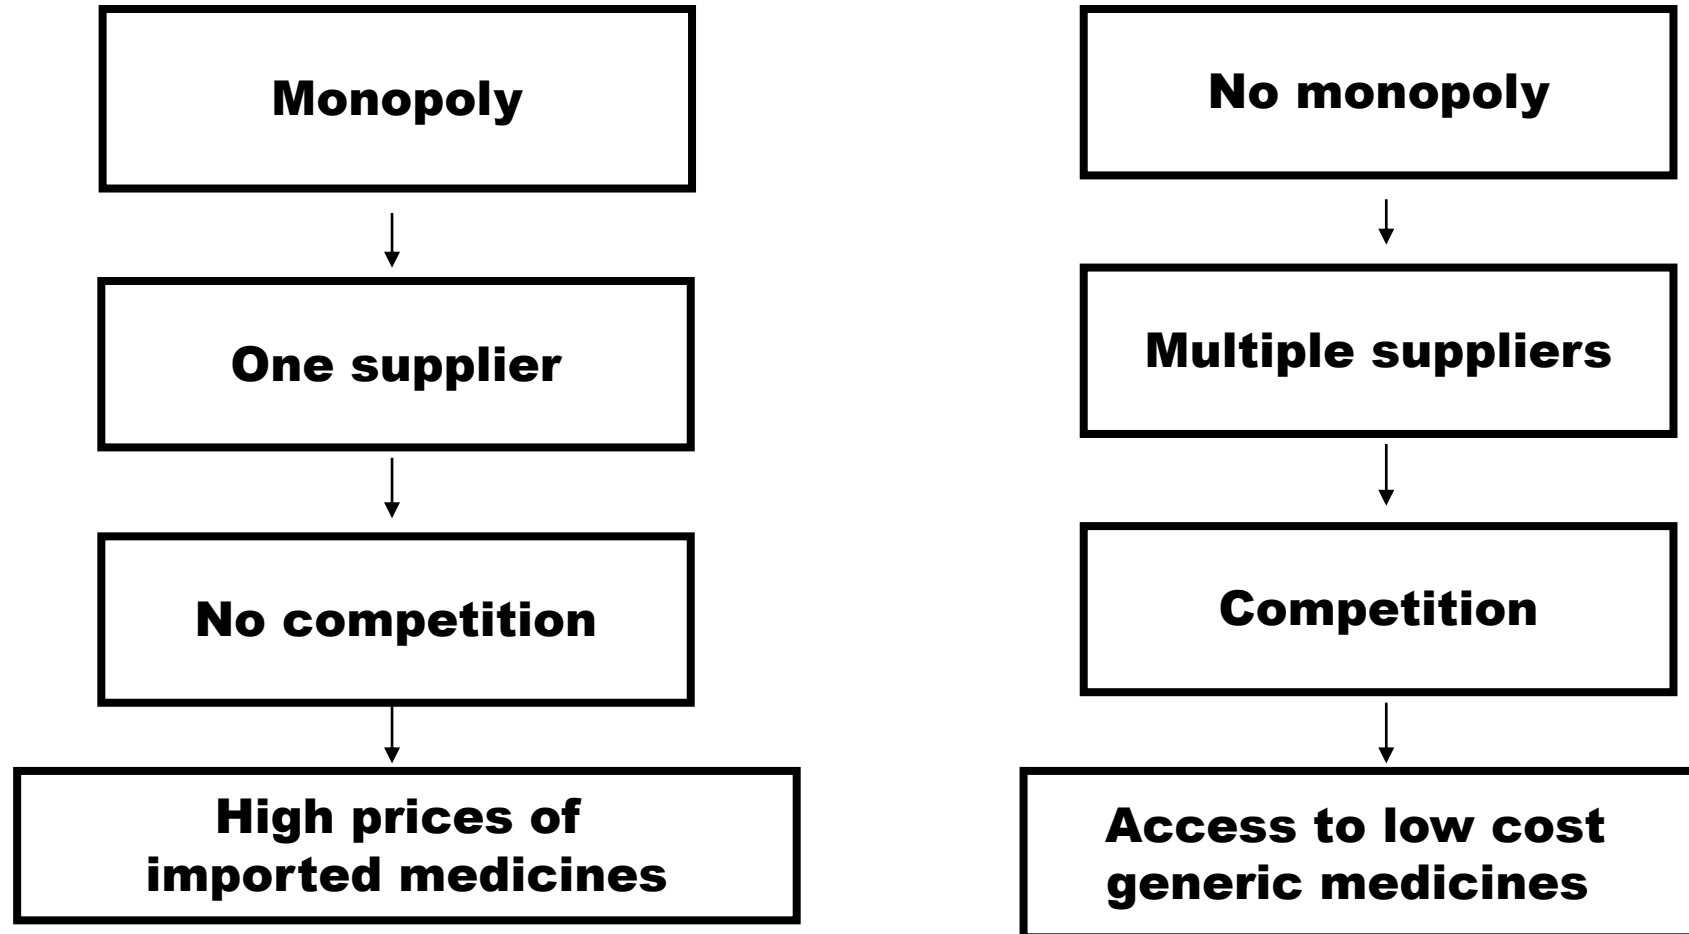 Monopoly
One supplier
No competition
High prices of
imported medicines
No monopoly
Multiple suppliers
Competition
Access to low cost
generic medicines